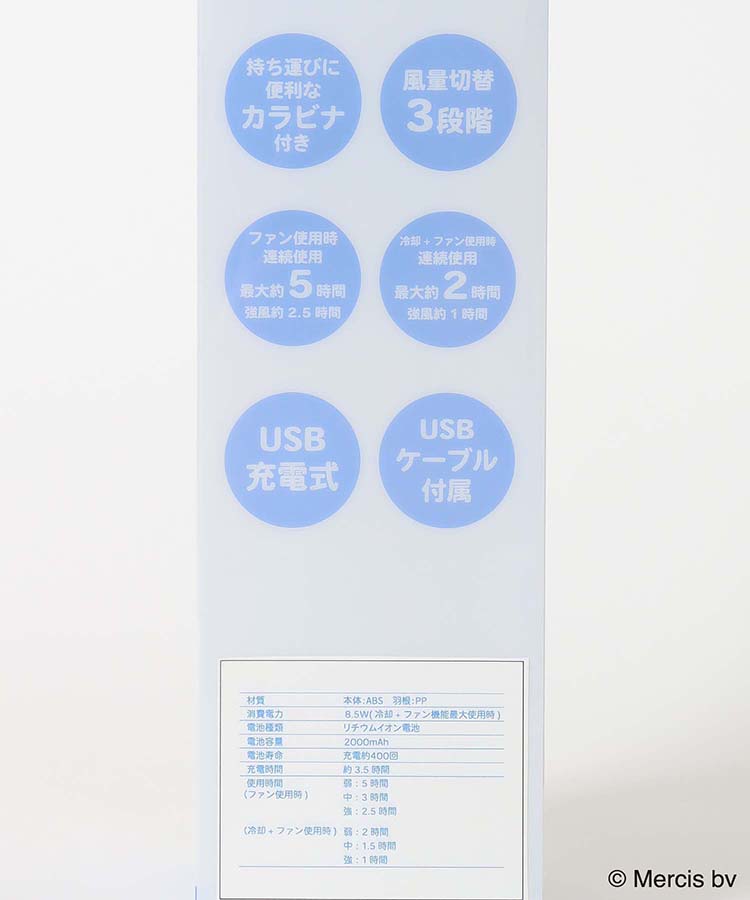 持ち運びに
便利な
カラビナ
付き
風量切替
3段階
ファン使用時
連続使用
最大約5時間
強風約2.5時間
冷却+ファン使用時
連続使用
最大約2時間
強風約1時間
USB
充電式
USB
ケーブル
付属
材質 本体:ABS 羽根:PP
消費電力 8.5W(冷却+ファン機能最大使用時)
電池種類 リチウムイオン電池
電池容量 2000mAh
電池寿命 充電約400回
充電時間 約3.5時間
使用時間 弱:5時間
(ファン使用時) 中:3時間
強:2.5時間
(冷却+ファン使用時) 弱:2時間
中:1.5時間
強:1時間
© Mercis bv